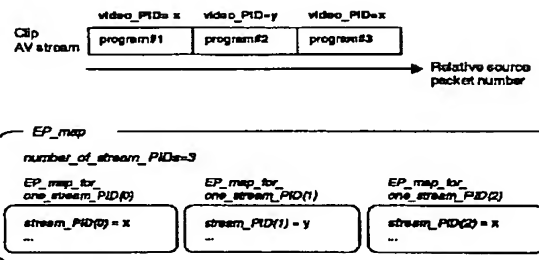 video_PID= x video_PID=y video_PID=x
Clip
AV stream
program#1 program#2 program#3
Relative source
packet number
EP_map
number_of_stream_PIDs=3
EP_map_for_
one_stream_PID(0)
EP_map_for_
one_stream_PID(1)
EP_map_for_
one_stream_PID(2)
stream_PID(0) = x
...
stream_PID(1) = y
...
stream_PID(2) = x
...